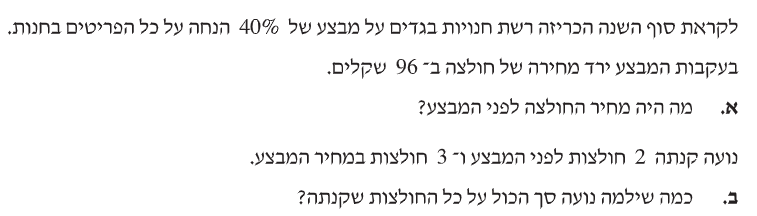 לקראת סוף השנה הכריזה רשת חנויות בגדים על מבצע של 40% הנחה על כל הפריטים בחנות.
בעקבות המבצע ירד מחירה של חולצה ב־ 96 שקלים.
א. מה היה מחיר החולצה לפני המבצע?
נועה קנתה 2 חולצות לפני המבצע ו־ 3 חולצות במחיר המבצע.
ב. כמה שילמה נועה סך הכול על כל החולצות שקנתה?